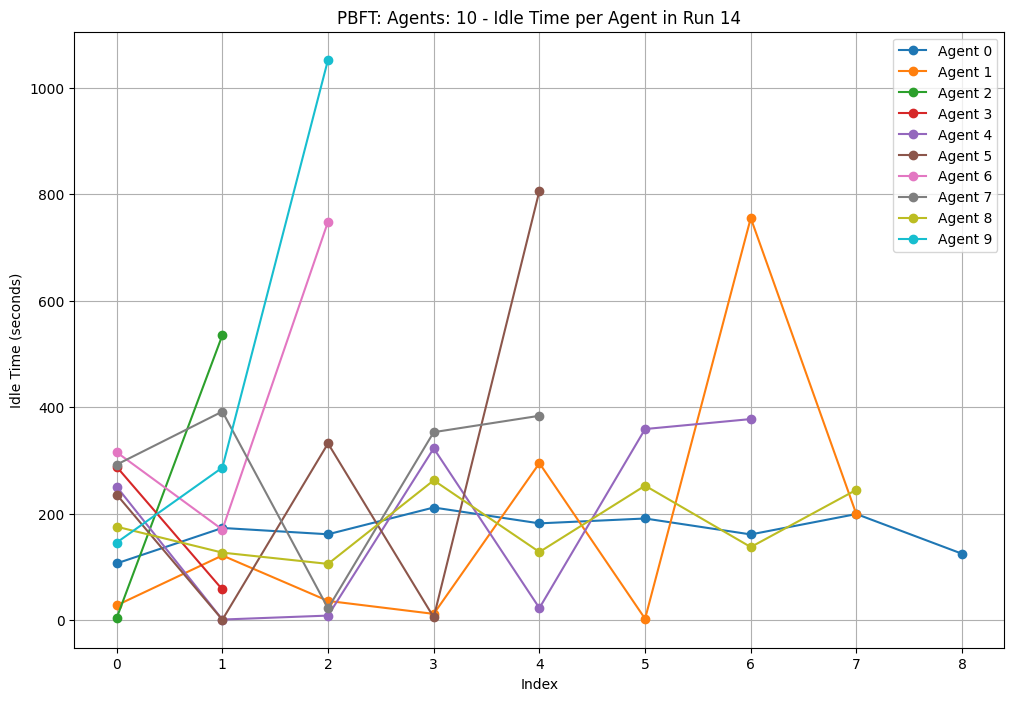 PBFT: Agents: 10 - Idle Time per Agent in Run 14
Idle Time (seconds)
1000
800
600
400
200
0
0 1 2 3 4 5 6 7 8
Index
Agent 0
Agent 1
Agent 2
Agent 3
Agent 4
Agent 5
Agent 6
Agent 7
Agent 8
Agent 9